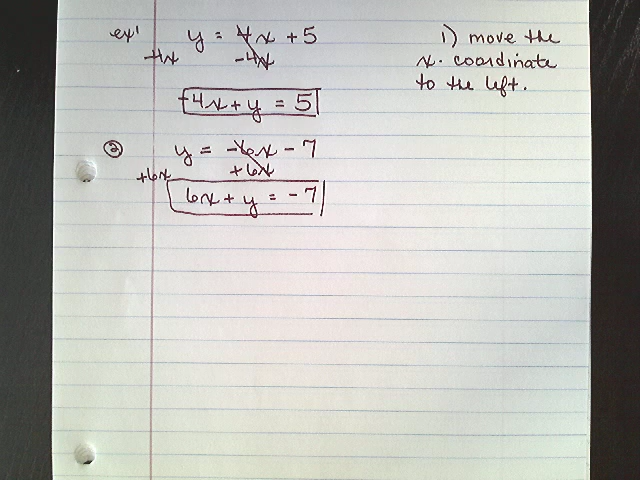 ex1 y = 4x + 5
-4x -4x
-4x + y = 5
② y = -6x - 7
+6x +6x
6x + y = -7
1) move the
x-coordinate
to the left.